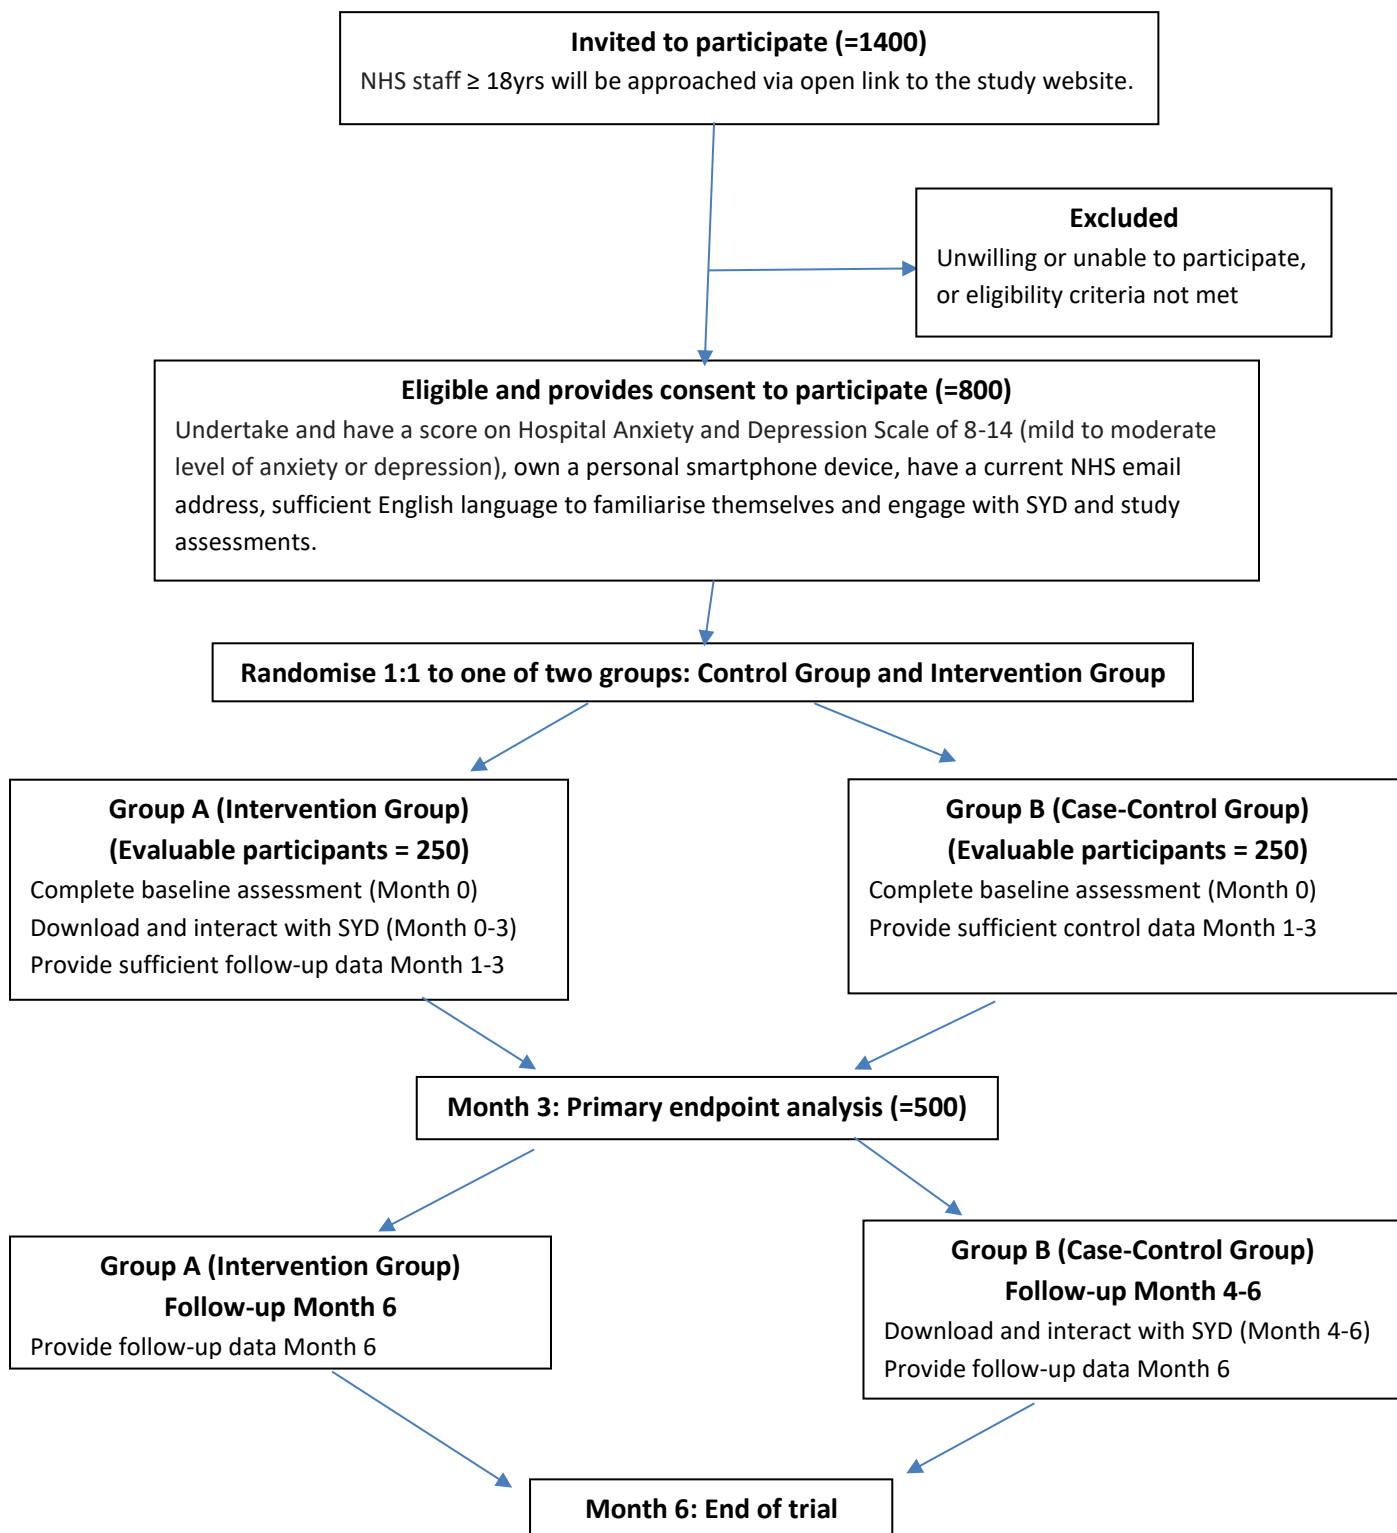 Invited to participate (=1400)
NHS staff ≥ 18yrs will be approached via open link to the study website.
Excluded
Unwilling or unable to participate,
or eligibility criteria not met
Eligible and provides consent to participate (=800)
Undertake and have a score on Hospital Anxiety and Depression Scale of 8-14 (mild to moderate
level of anxiety or depression), own a personal smartphone device, have a current NHS email
address, sufficient English language to familiarise themselves and engage with SYD and study
assessments.
Randomise 1:1 to one of two groups: Control Group and Intervention Group
Group A (Intervention Group)
(Evaluable participants = 250)
Complete baseline assessment (Month 0)
Download and interact with SYD (Month 0-3)
Provide sufficient follow-up data Month 1-3
Group B (Case-Control Group)
(Evaluable participants = 250)
Complete baseline assessment (Month 0)
Provide sufficient control data Month 1-3
Month 3: Primary endpoint analysis (=500)
Group A (Intervention Group)
Follow-up Month 6
Provide follow-up data Month 6
Group B (Case-Control Group)
Follow-up Month 4-6
Download and interact with SYD (Month 4-6)
Provide follow-up data Month 6
Month 6: End of trial